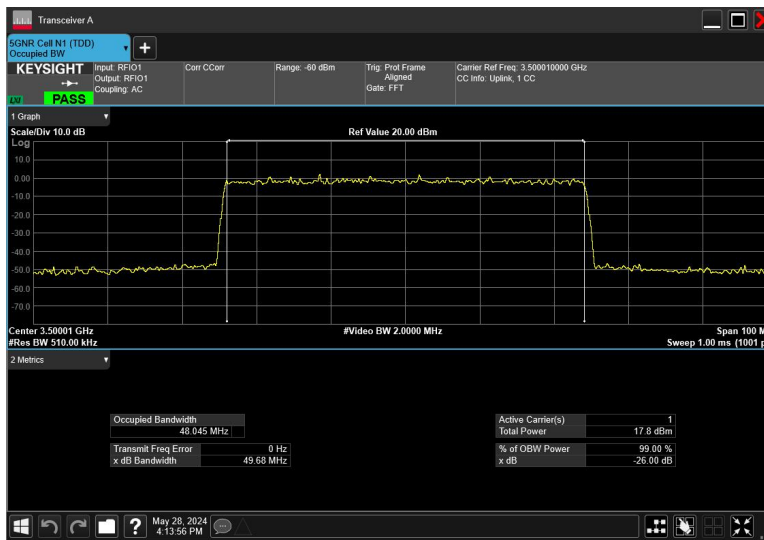 Transceiver A
5GNR Cell N1 (TDD)
Occupied BW
+
KEYSIGHT
LXI
PASS
Input: RFIO1
Output: RFIO1
Coupling: AC
Corr CCorr
Range: -60 dBm
Trig: Prot Frame
Aligned
Gate: FFT
Carrier Ref Freq: 3.500010000 GHz
CC Info: Uplink, 1 CC
1 Graph
Scale/Div 10.0 dB
Ref Value 20.00 dBm
Log
10.0
0.00
-10.0
-20.0
-30.0
-40.0
-50.0
-60.0
-70.0
Center 3.50001 GHz
#Video BW 2.0000 MHz
Span 100 M
#Res BW 510.00 kHz
Sweep 1.00 ms (1001 p
2 Metrics
Occupied Bandwidth
48.045 MHz
Transmit Freq Error 0 Hz
x dB Bandwidth 49.68 MHz
Active Carrier(s) 1
Total Power 17.8 dBm
% of OBW Power 99.00 %
x dB -26.00 dB
?
May 28, 2024
4:13:56 PM